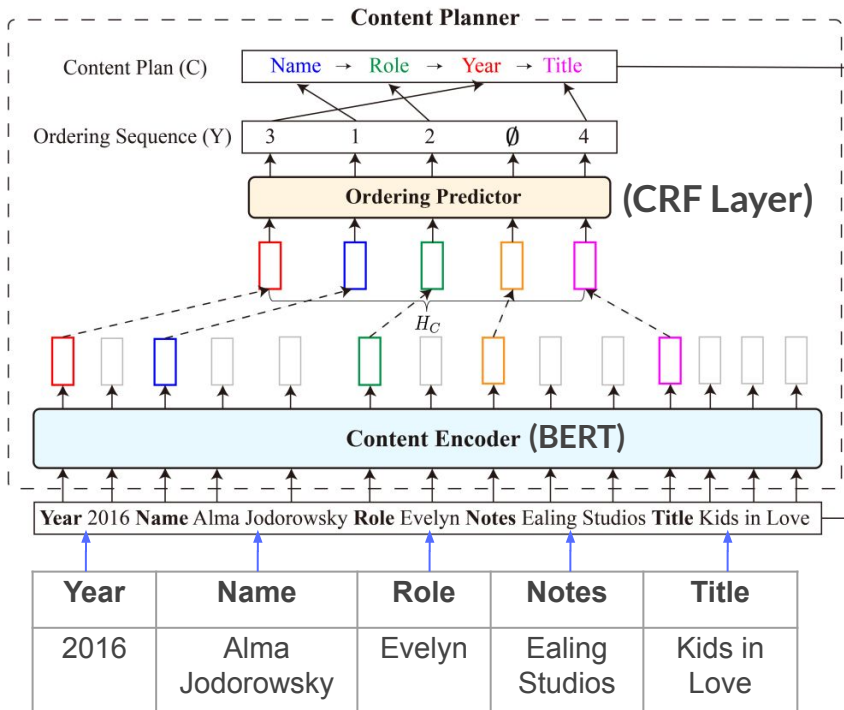 Content Planner
Content Plan (C) Name → Role → Year → Title
Ordering Sequence (Y) 3 1 2 ∅ 4
Ordering Predictor (CRF Layer)
H_C
Content Encoder (BERT)
Year 2016 Name Alma Jodorowsky Role Evelyn Notes Ealing Studios Title Kids in Love
Year Name Role Notes Title
2016 Alma Evelyn Ealing Kids in
Jodorowsky Studios Love